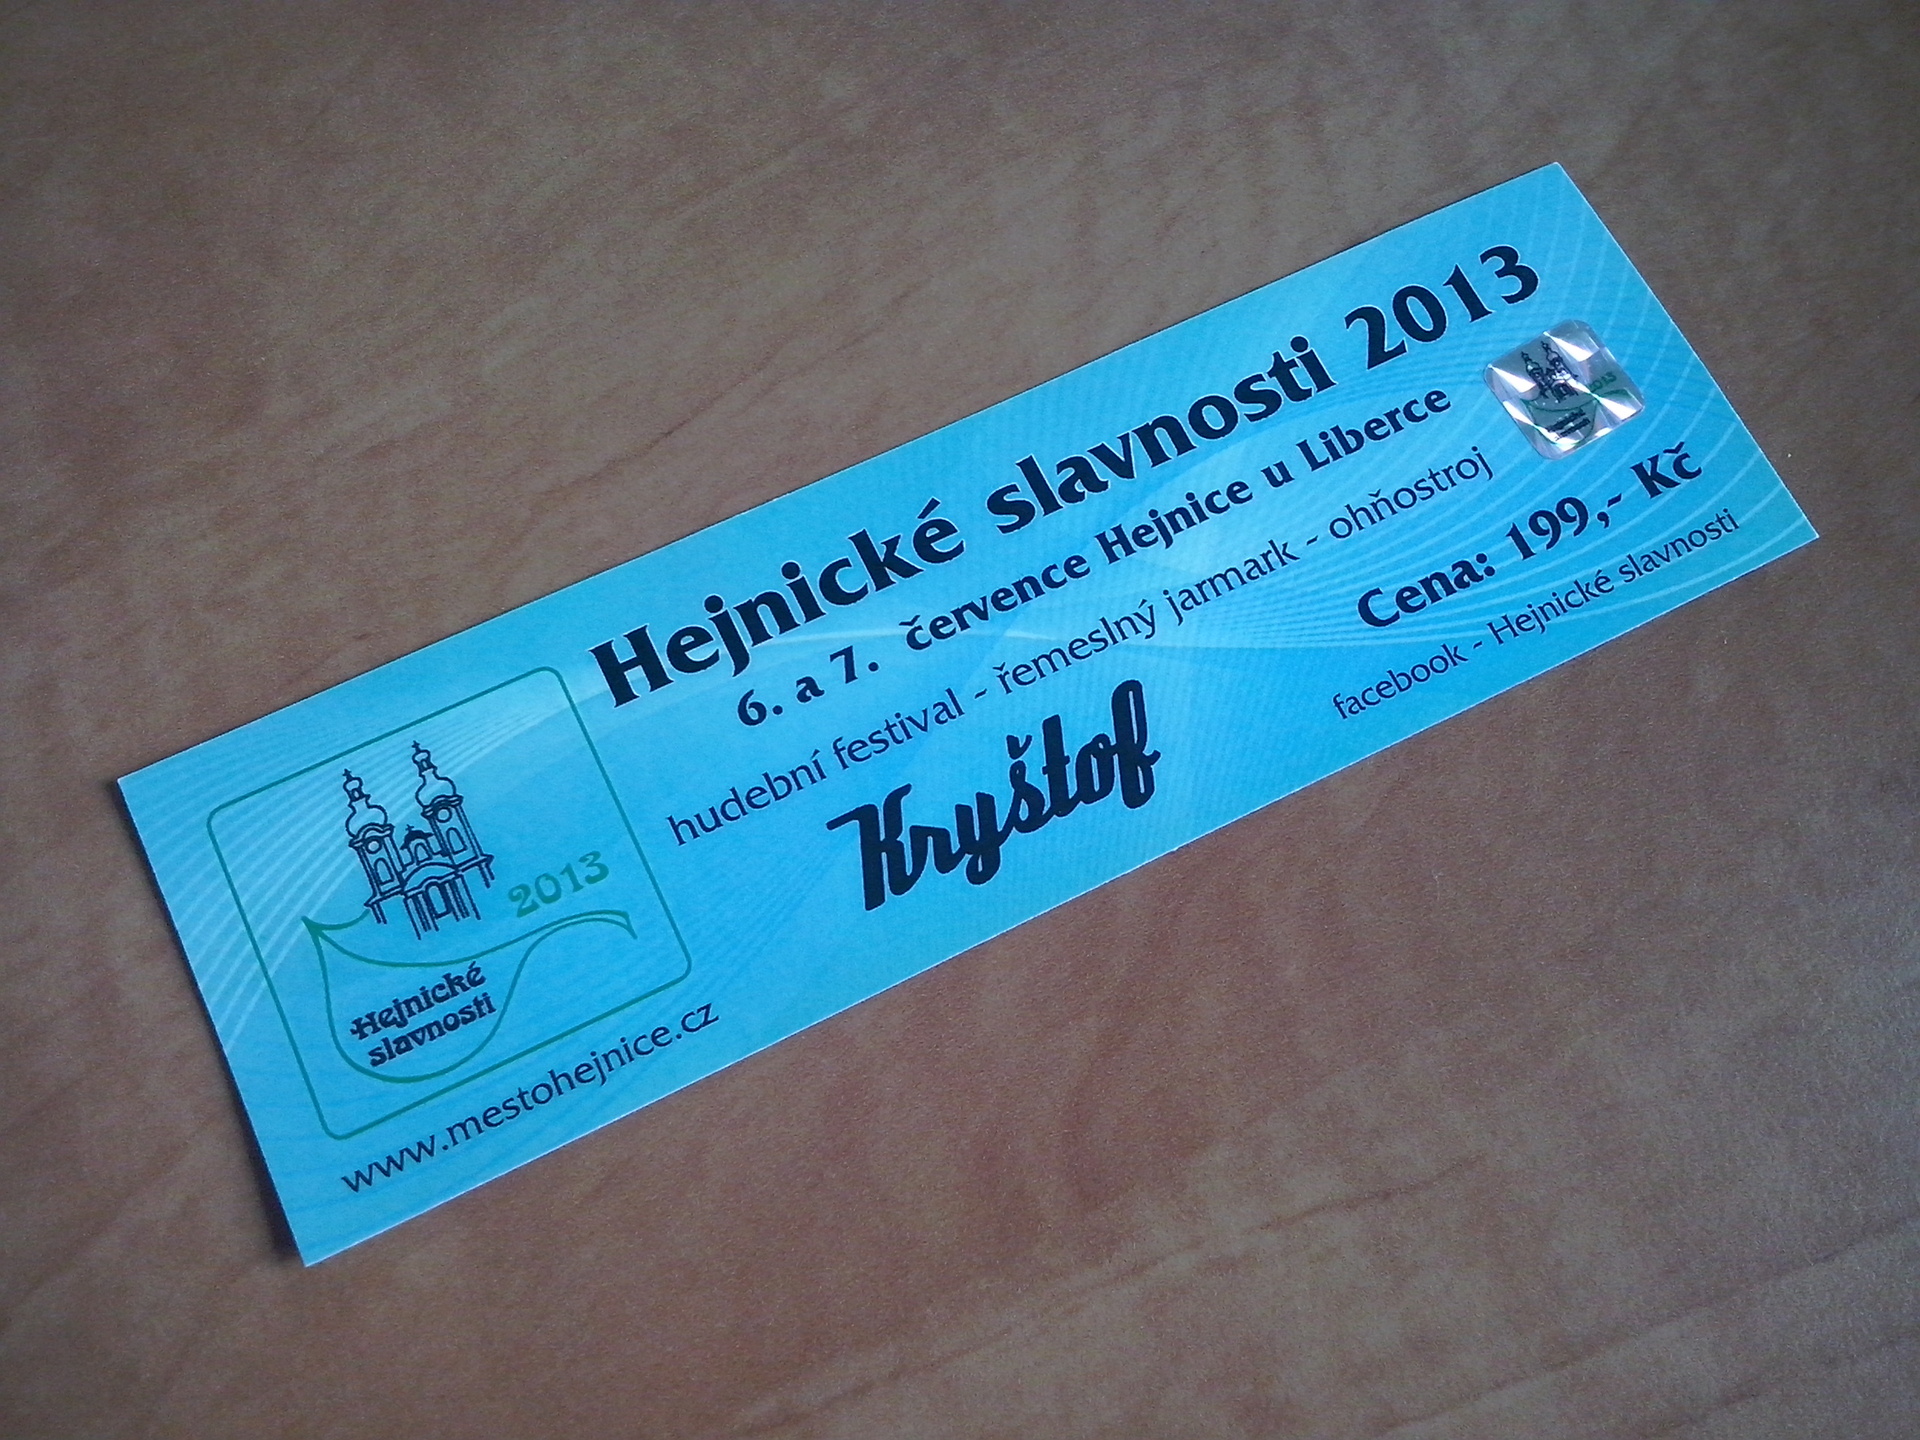 Hejnické slavnosti 2013
6. a 7. července Hejnice u Liberce
hudební festival - řemeslný jarmark - ohňostroj
Kryštof
Cena: 199,- Kč
facebook - Hejnické slavnosti
2013
Hejnické
slavnosti
www.mestohejnice.cz
2013